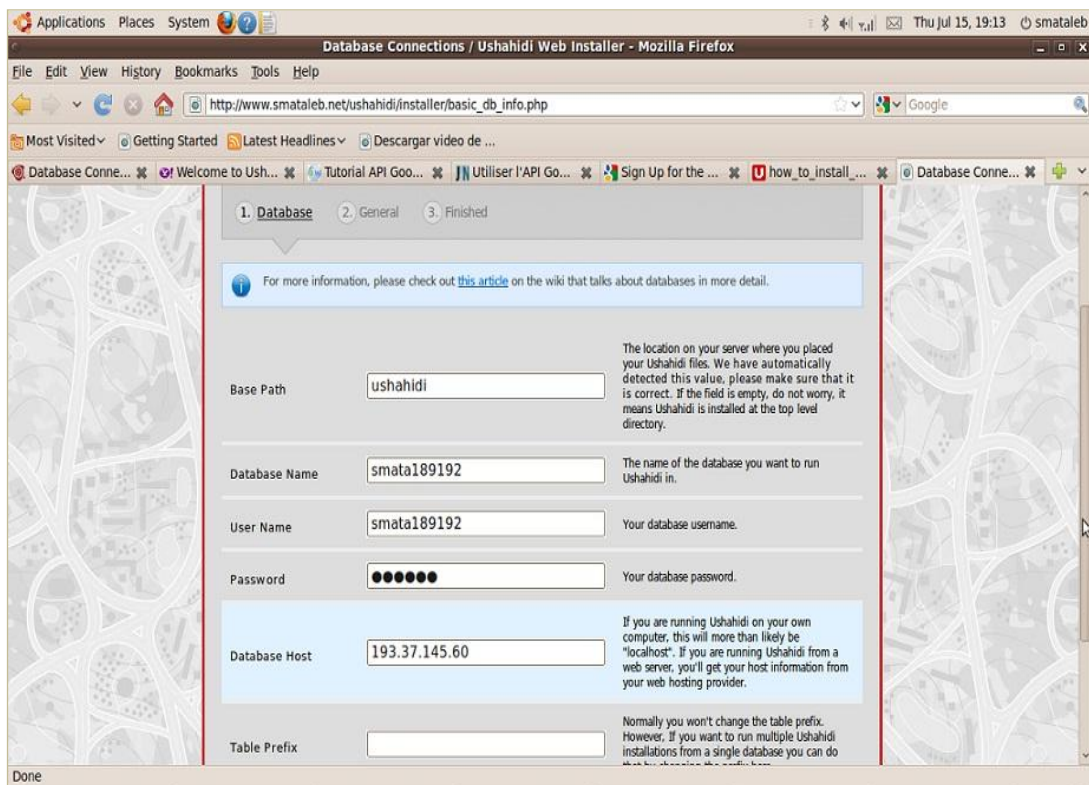 Applications Places System
Thu Jul 15, 19:13 smataleb
Database Connections / Ushahidi Web Installer - Mozilla Firefox
File Edit View History Bookmarks Tools Help
http://www.smataleb.net/ushahidi/installer/basic_db_info.php
Google
Most Visited Getting Started Latest Headlines Descargar video de ...
Database Conne... Welcome to Ush... Tutorial API Goo... Utiliser l'API Go... Sign Up for the ... how_to_install_... Database Conne...
1. Database 2. General 3. Finished
For more information, please check out this article on the wiki that talks about databases in more detail.
Base Path
ushahidi
The location on your server where you placed
your Ushahidi files. We have automatically
detected this value, please make sure that it
is correct. If the field is empty, do not worry, it
means Ushahidi is installed at the top level
directory.
Database Name
smata189192
The name of the database you want to run
Ushahidi in.
User Name
smata189192
Your database username.
Password
●●●●●●
Your database password.
Database Host
193.37.145.60
If you are running Ushahidi on your own
computer, this will more than likely be
"localhost". If you are running Ushahidi from a
web server, you'll get your host information from
your web hosting provider.
Table Prefix
Normally you won't change the table prefix.
However, If you want to run multiple Ushahidi
installations from a single database you can do
that by changing the prefix here.
Done